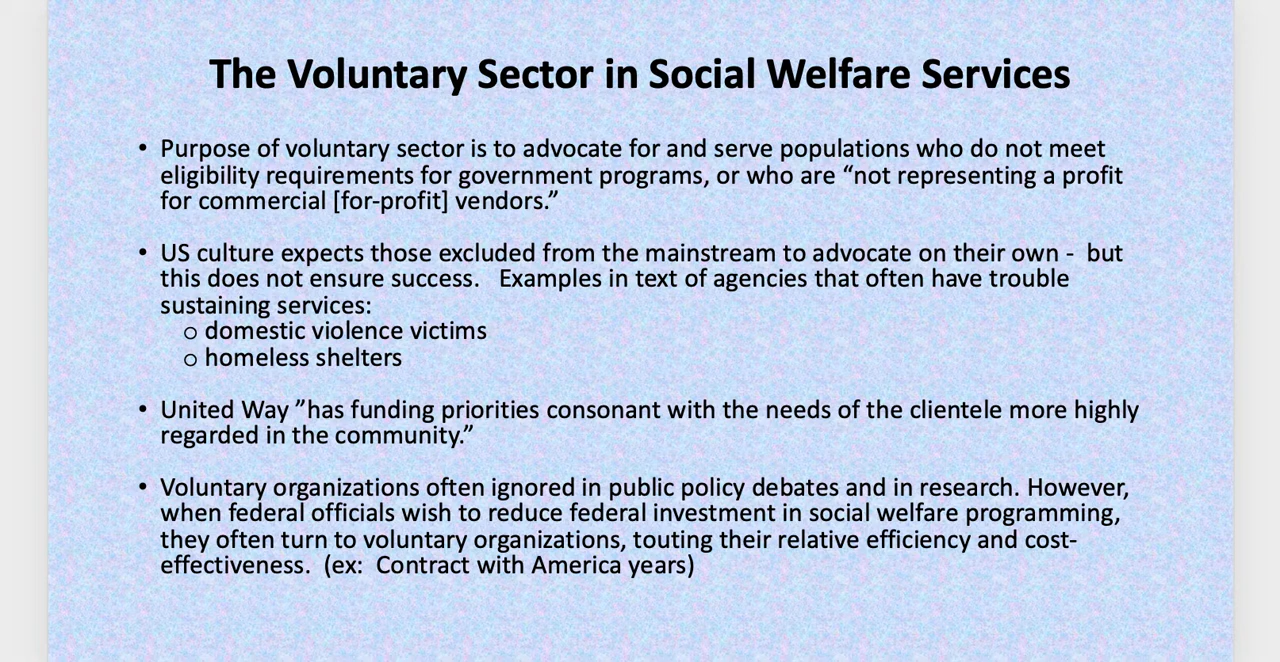 The Voluntary Sector in Social Welfare Services
• Purpose of voluntary sector is to advocate for and serve populations who do not meet
eligibility requirements for government programs, or who are “not representing a profit
for commercial [for-profit] vendors.”
• US culture expects those excluded from the mainstream to advocate on their own -  but
this does not ensure success.   Examples in text of agencies that often have trouble
sustaining services:
o domestic violence victims
o homeless shelters
• United Way ”has funding priorities consonant with the needs of the clientele more highly
regarded in the community.”
• Voluntary organizations often ignored in public policy debates and in research. However,
when federal officials wish to reduce federal investment in social welfare programming,
they often turn to voluntary organizations, touting their relative efficiency and cost-
effectiveness.  (ex:  Contract with America years)